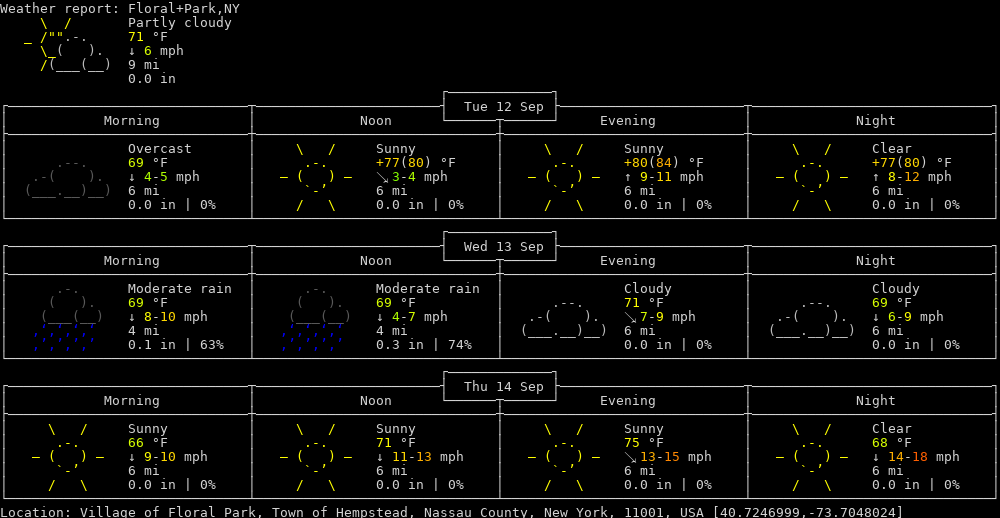 Weather report: Floral+Park,NY
Partly cloudy
71 °F
↓ 6 mph
9 mi
0.0 in
Tue 12 Sep
Morning Noon Evening Night
Overcast Sunny Sunny Clear
69 °F +77(80) °F +80(84) °F +77(80) °F
↓ 4-5 mph ↘ 3-4 mph ↑ 9-11 mph ↑ 8-12 mph
6 mi 6 mi 6 mi 6 mi
0.0 in | 0% 0.0 in | 0% 0.0 in | 0% 0.0 in | 0%
Wed 13 Sep
Morning Noon Evening Night
Moderate rain Moderate rain Cloudy Cloudy
69 °F 69 °F 71 °F 69 °F
↓ 8-10 mph ↓ 4-7 mph ↘ 7-9 mph ↓ 6-9 mph
4 mi 4 mi 6 mi 6 mi
0.1 in | 63% 0.3 in | 74% 0.0 in | 0% 0.0 in | 0%
Thu 14 Sep
Morning Noon Evening Night
Sunny Sunny Sunny Clear
66 °F 71 °F 75 °F 68 °F
↓ 9-10 mph ↓ 11-13 mph ↘ 13-15 mph ↓ 14-18 mph
6 mi 6 mi 6 mi 6 mi
0.0 in | 0% 0.0 in | 0% 0.0 in | 0% 0.0 in | 0%
Location: Village of Floral Park, Town of Hempstead, Nassau County, New York, 11001, USA [40.7246999,-73.7048024]